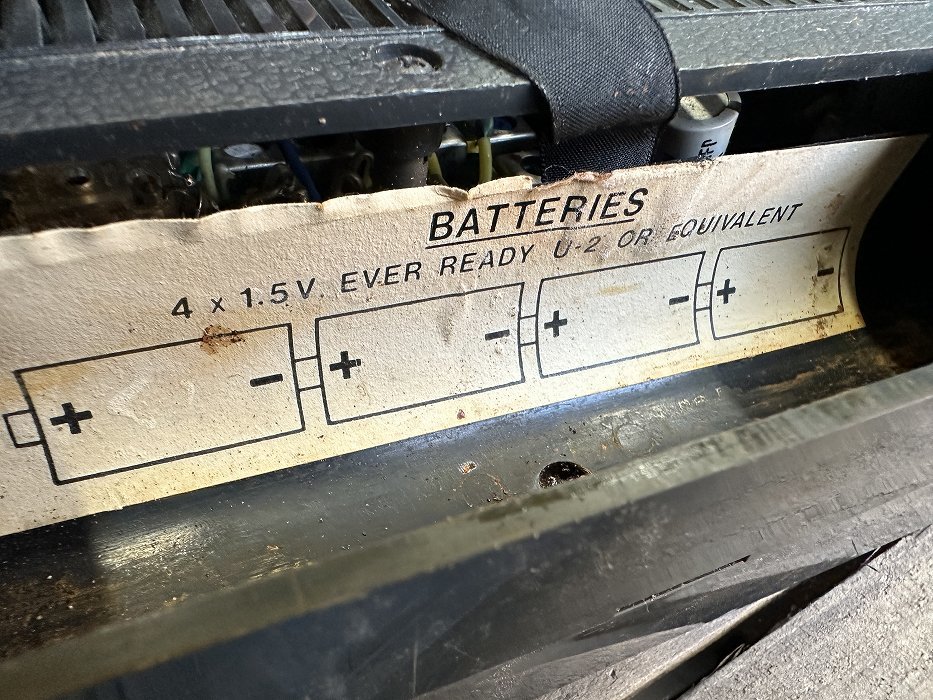 BATTERIES
4 x 1.5V. EVER READY U-2 OR EQUIVALENT
+ - + - + - + -